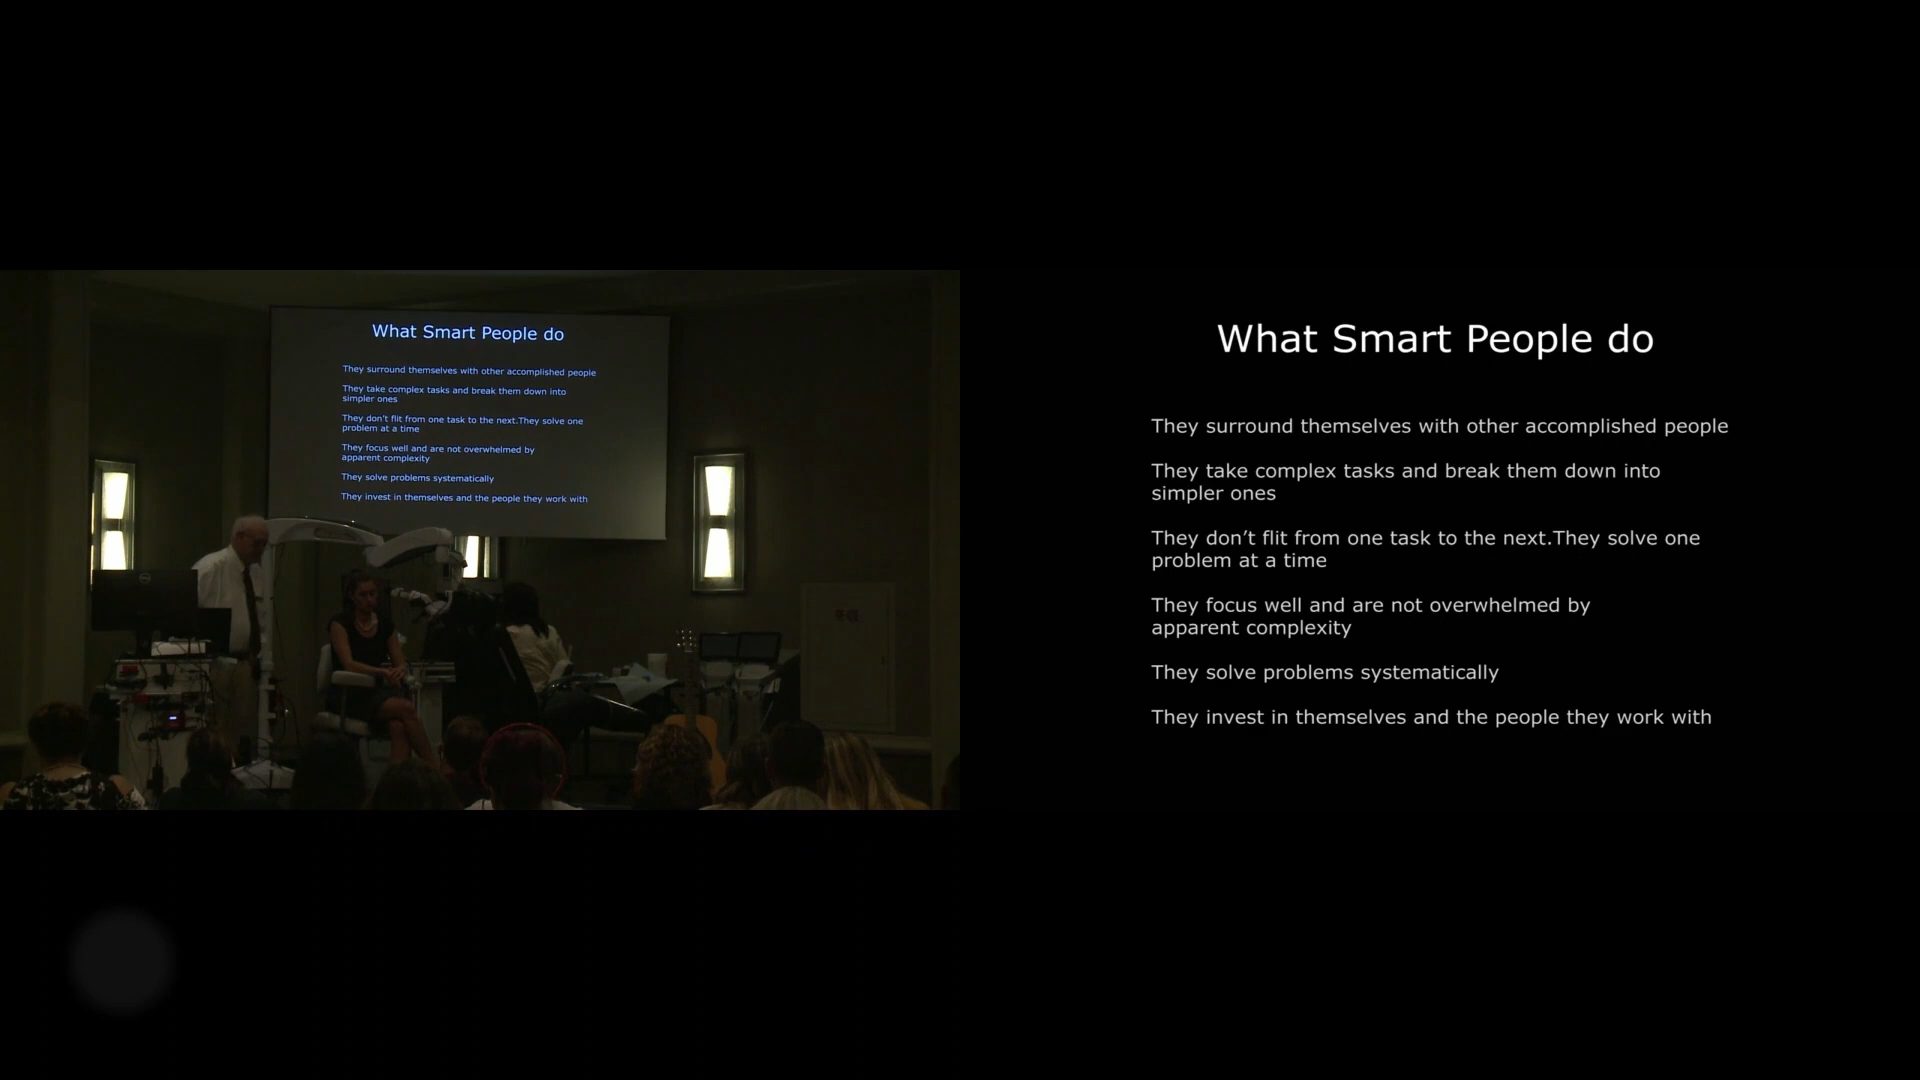 What Smart People do
They surround themselves with other accomplished people
They take complex tasks and break them down into
simpler ones
They don't flit from one task to the next.They solve one
problem at a time
They focus well and are not overwhelmed by
apparent complexity
They solve problems systematically
They invest in themselves and the people they work with
What Smart People do
They surround themselves with other accomplished people
They take complex tasks and break them down into
simpler ones
They don’t flit from one task to the next.They solve one
problem at a time
They focus well and are not overwhelmed by
apparent complexity
They solve problems systematically
They invest in themselves and the people they work with